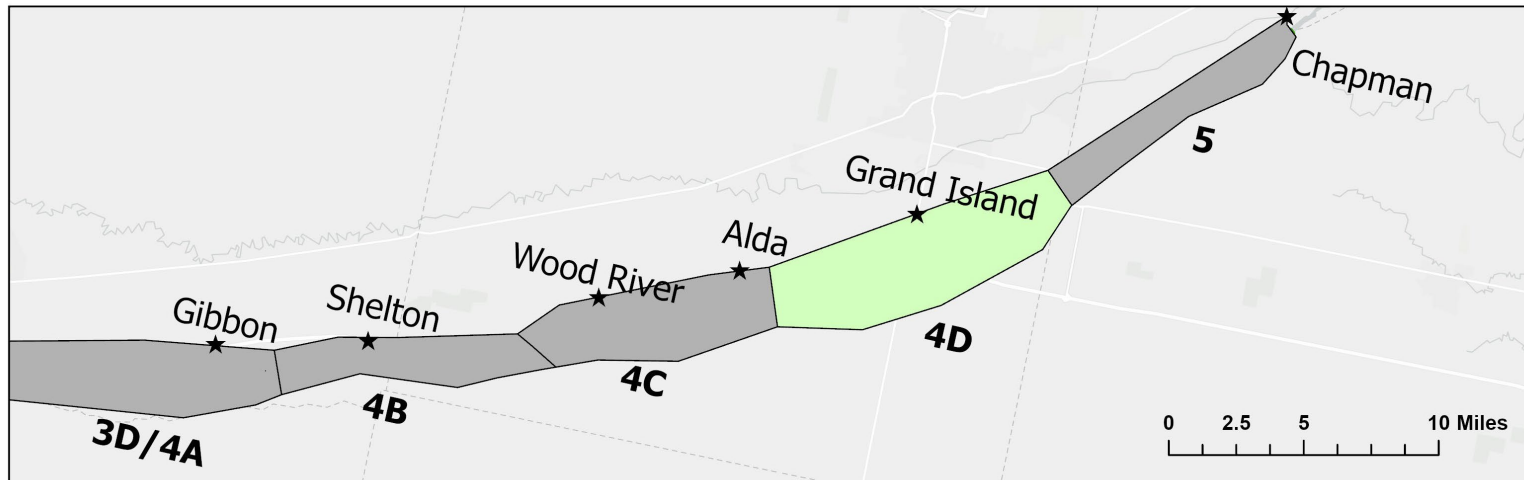 Chapman
5
Grand Island
Alda
Wood River
Shelton
Gibbon
4D
4C
4B
3D/4A
0 2.5 5 10 Miles